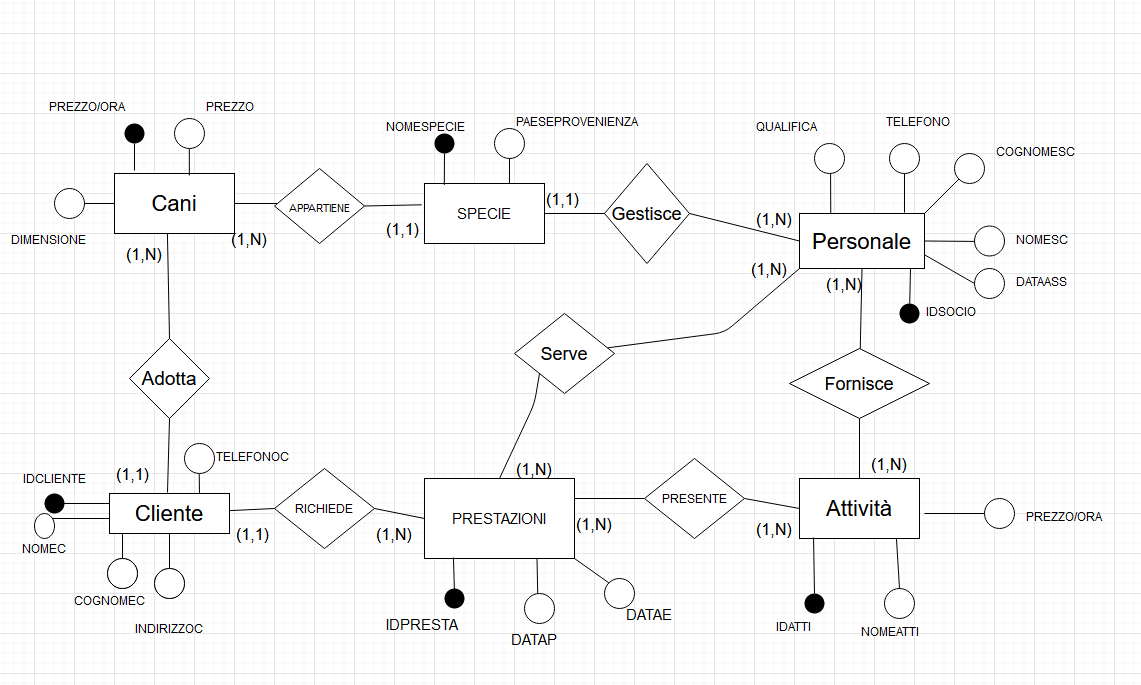 PREZZO/ORA
PREZZO
NOMESPECIE
PAESEPROVENIENZA
QUALIFICA
TELEFONO
COGNOMESC
Cani
APPARTIENE
SPECIE
(1,1)
Gestisce
(1,N)
Personale
NOMESC
DIMENSIONE
(1,N)
(1,1)
(1,N)
(1,N)
(1,N)
DATAASS
IDSOCIO
Adotta
Serve
Fornisce
IDCLIENTE
(1,1)
TELEFONOC
(1,N)
(1,N)
Cliente
RICHIEDE
PRESTAZIONI
PRESENTE
Attività
PREZZO/ORA
NOMEC
(1,1)
(1,N)
(1,N)
(1,N)
COGNOMEC
INDIRIZZOC
IDPRESTA
DATAP
DATAE
IDATTI
NOMEATTI